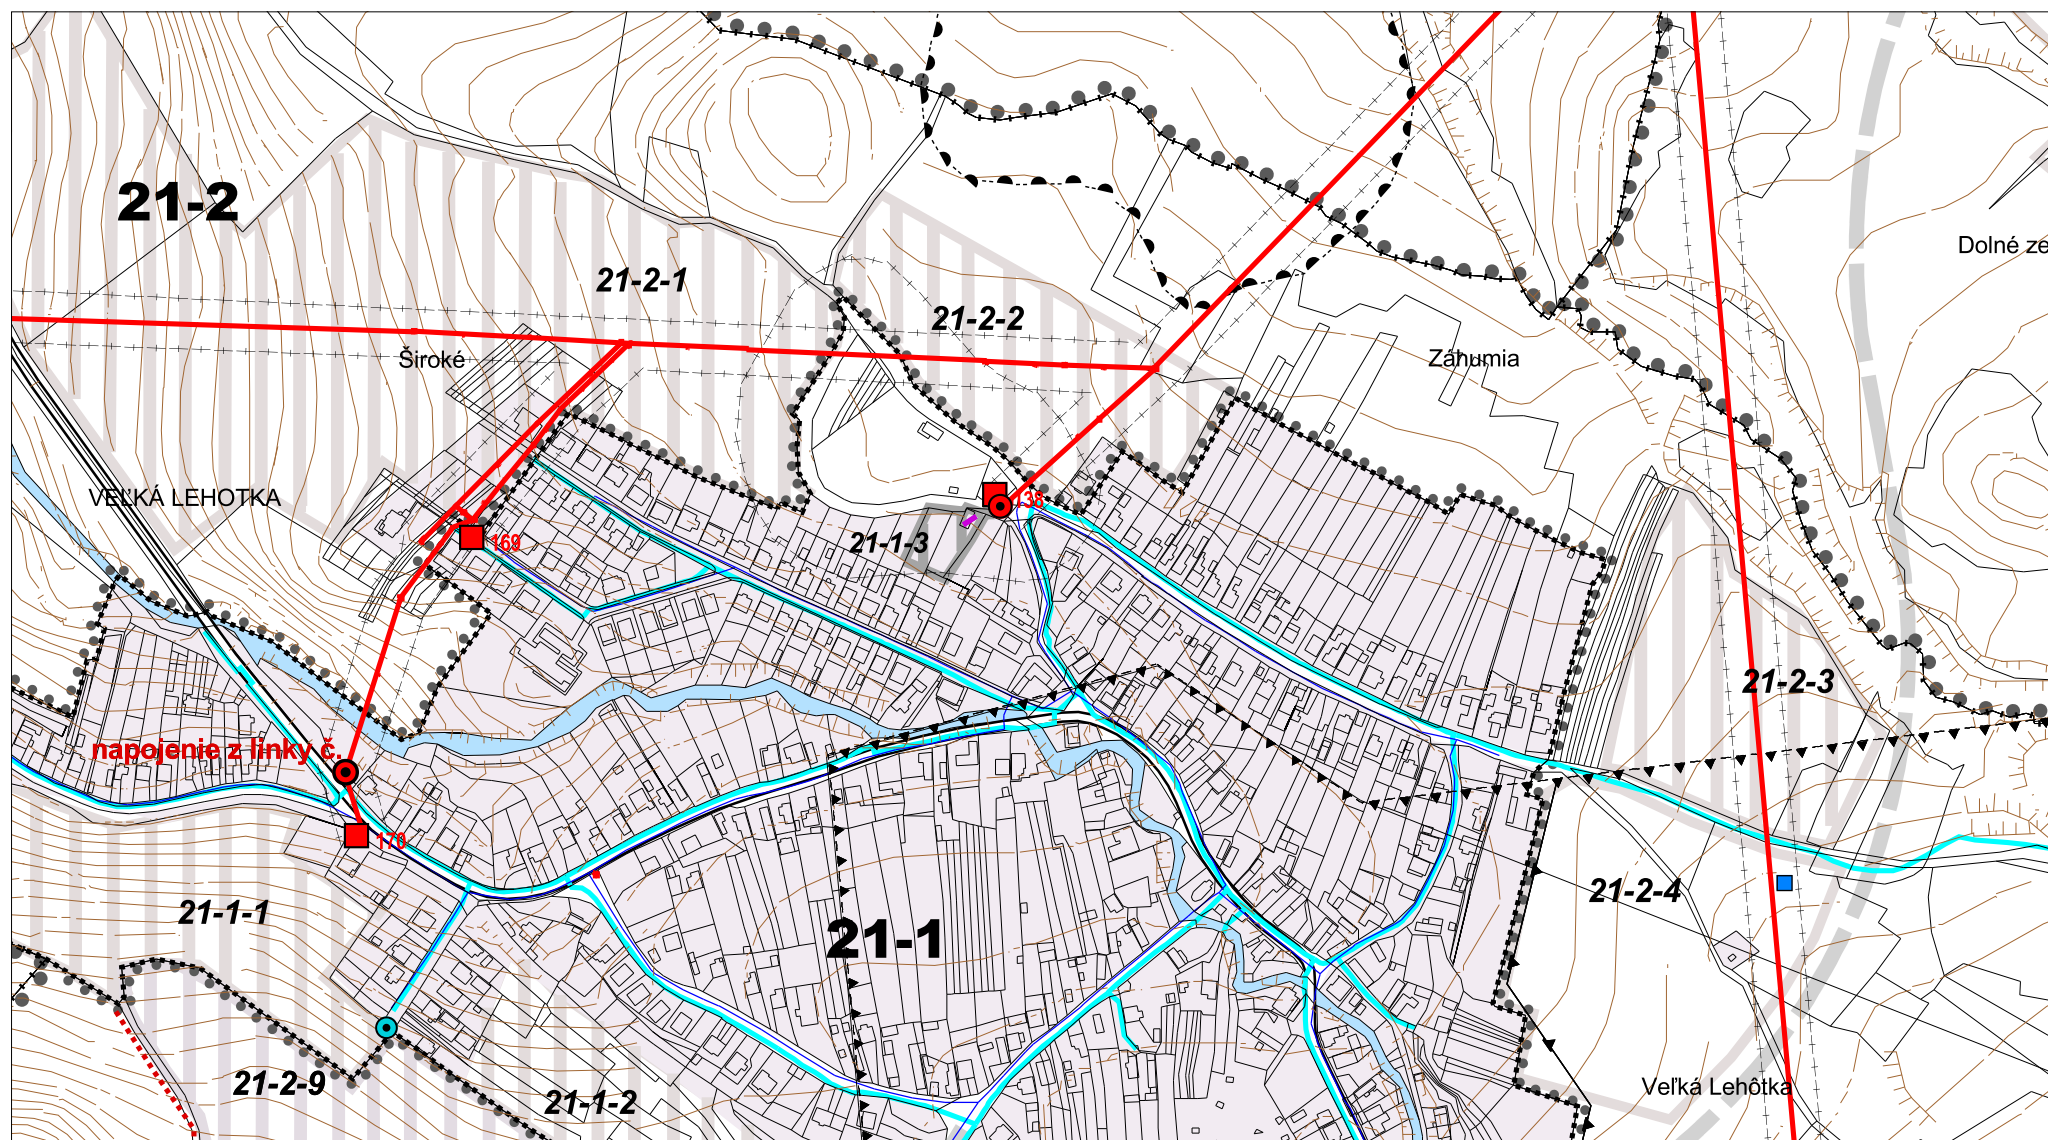 21-2
Dolné ze
21-2-1
21-2-2
Široké
Záhumia
VEĽKÁ LEHOTKA
138
169
21-1-3
21-2-3
napojenie z linky č.
170
21-2-4
21-1-1
21-1
21-2-9
Veľká Lehôtka
21-1-2